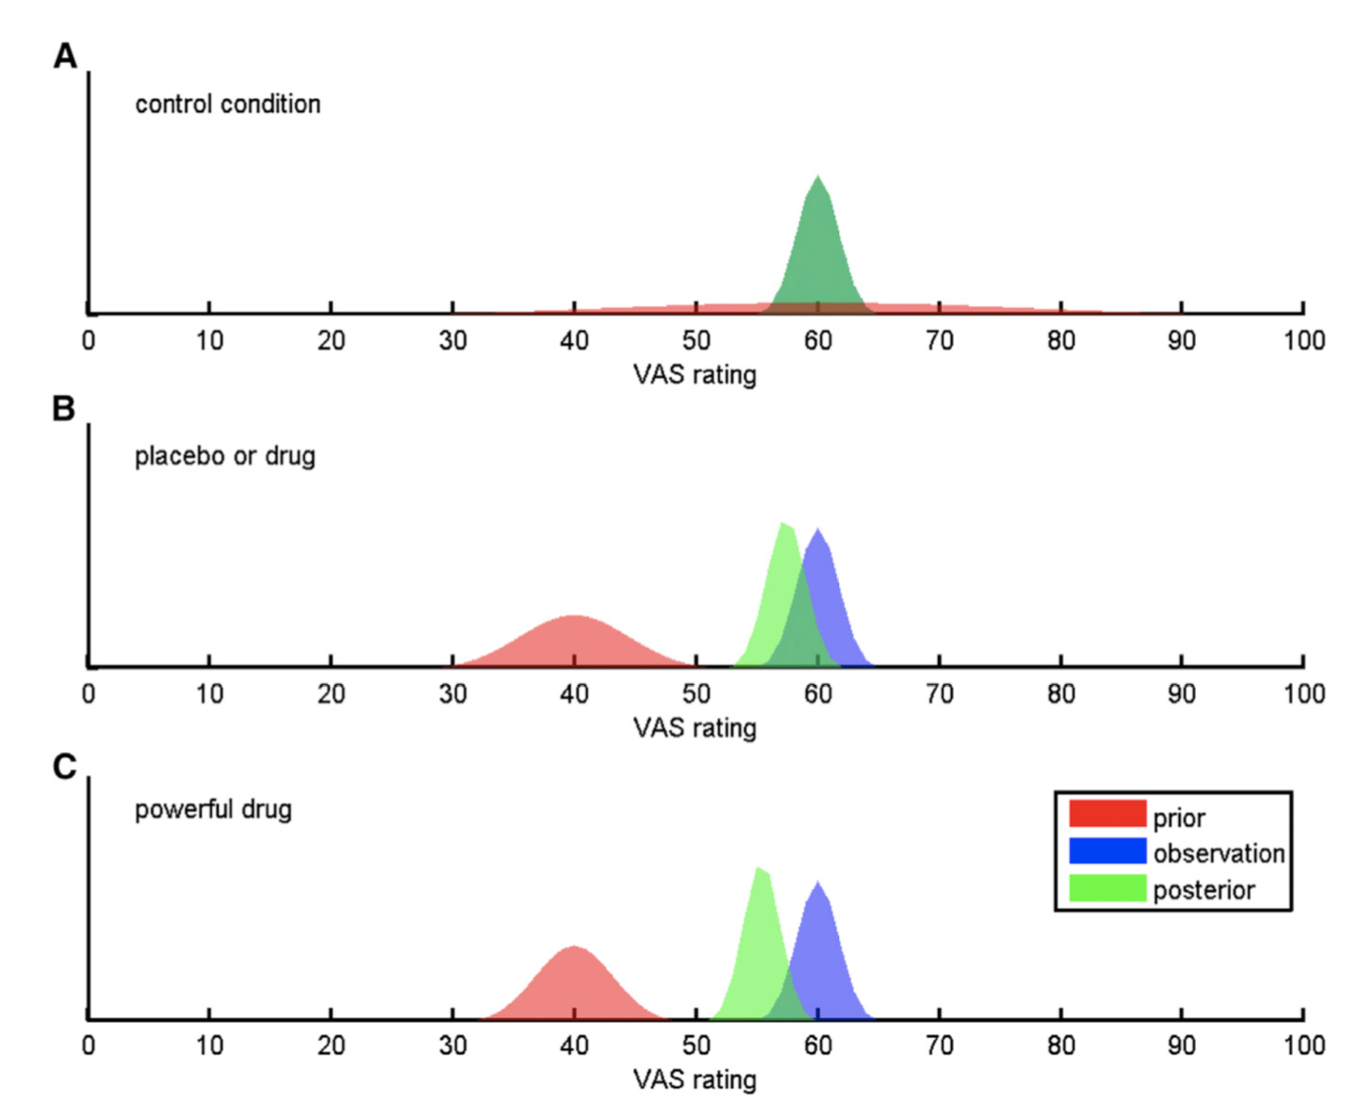 A
control condition
0 10 20 30 40 50 60 70 80 90 100
VAS rating
B
placebo or drug
0 10 20 30 40 50 60 70 80 90 100
VAS rating
C
powerful drug
prior
observation
posterior
0 10 20 30 40 50 60 70 80 90 100
VAS rating